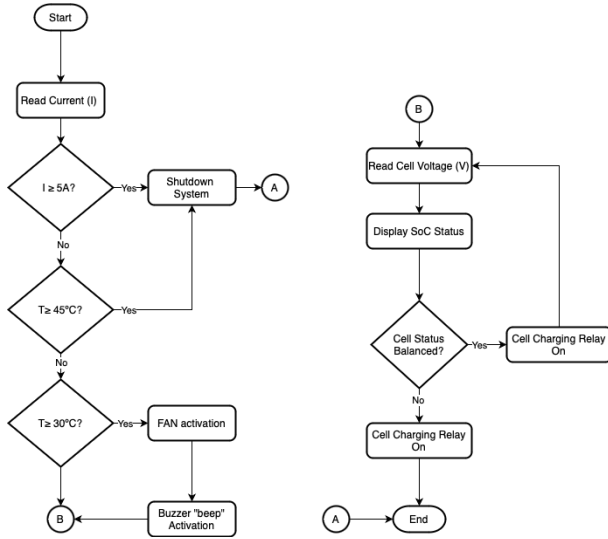 Start
Read Current (I)
I ≥ 5A?
Yes
Shutdown
System
A
No
T≥ 45°C?
Yes
No
T≥ 30°C?
Yes
FAN activation
B
Buzzer "beep"
Activation
B
Read Cell Voltage (V)
Display SoC Status
Cell Status
Balanced?
Yes
Cell Charging Relay
On
No
Cell Charging Relay
On
A
End